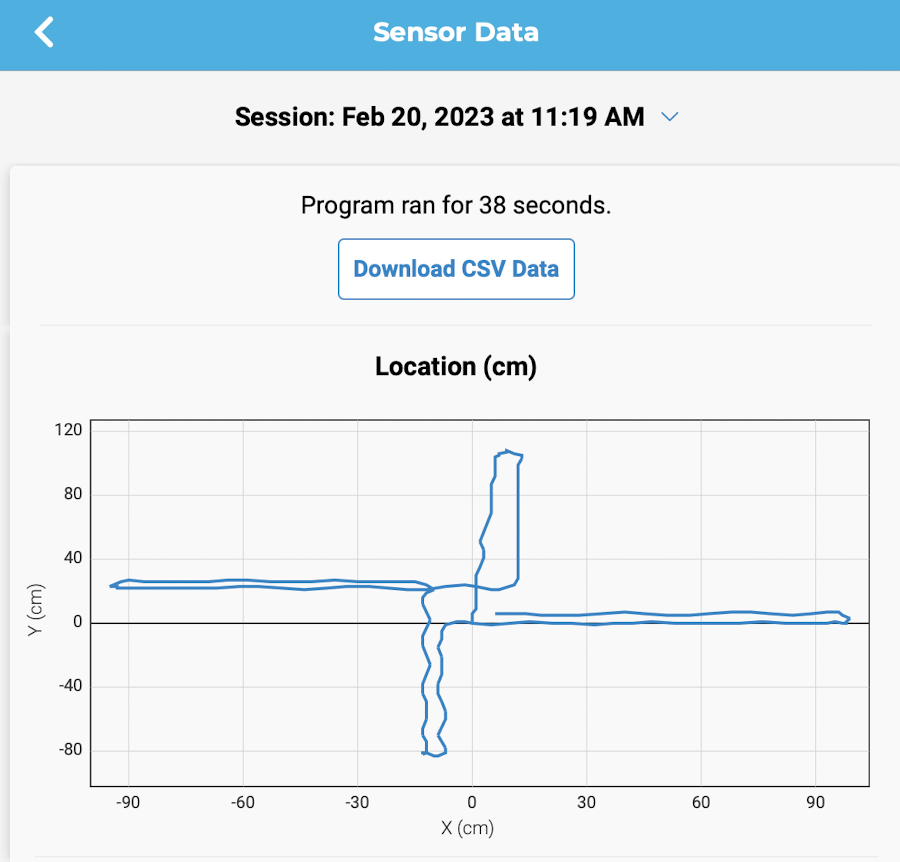 Sensor Data
Session: Feb 20, 2023 at 11:19 AM
Program ran for 38 seconds.
Download CSV Data
Location (cm)
120
80
40
0
-40
-80
Y (cm)
-90 -60 -30 0 30 60 90
X (cm)